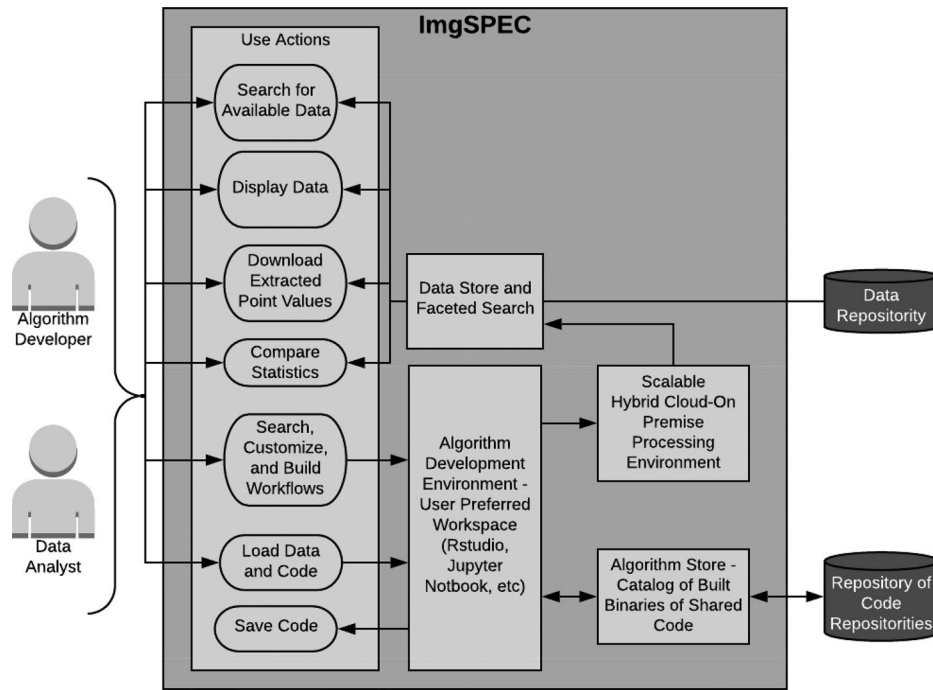 ImgSPEC
Use Actions
Search for
Available Data
Display Data
Download
Extracted
Point Values
Compare
Statistics
Search,
Customize,
and Build
Workflows
Load Data
and Code
Save Code
Algorithm
Developer
Data
Analyst
Data Store and
Faceted Search
Algorithm
Development
Environment -
User Preferred
Workspace
(Rstudio,
Jupyter
Notbook, etc)
Scalable
Hybrid Cloud-On
Premise
Processing
Environment
Algorithm Store -
Catalog of Built
Binaries of Shared
Code
Data
Repositority
Repository of
Code
Repositorities